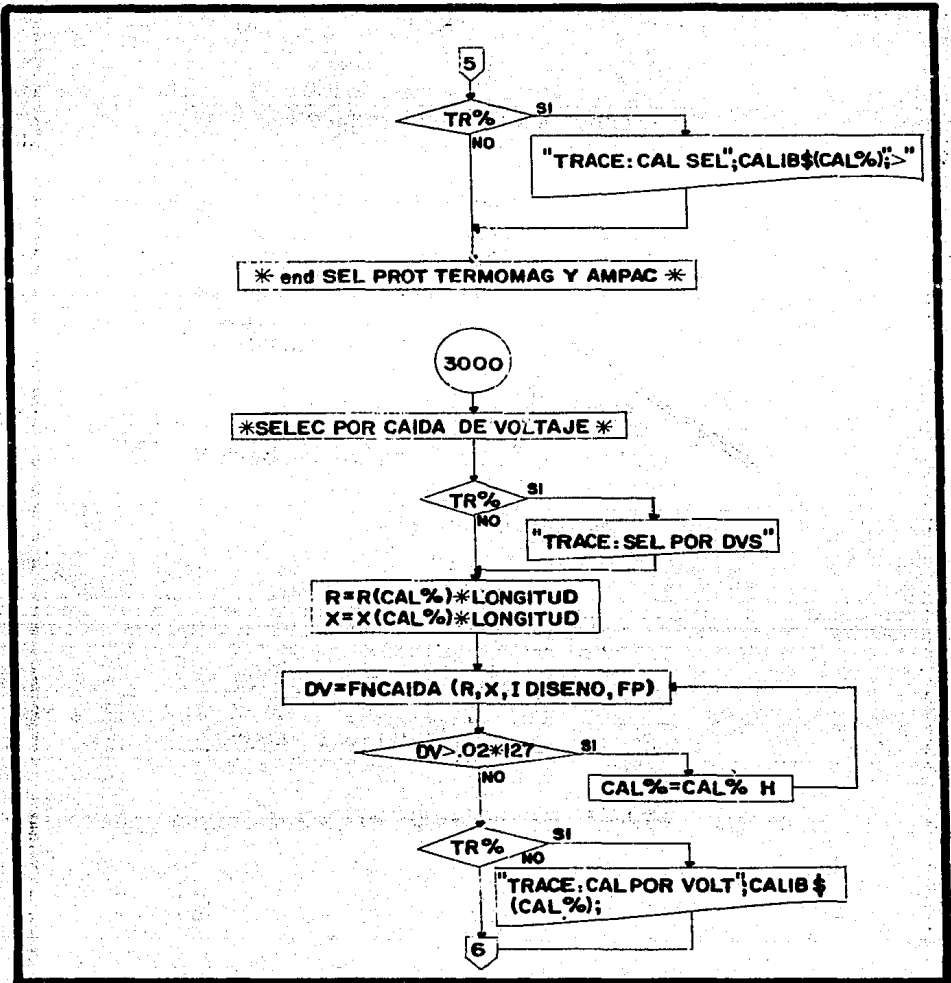 5
TR%
SI
NO
"TRACE: CAL SEL";CALIB$(CAL%);">"
* end SEL PROT TERMOMAG Y AMPAC *
3000
*SELEC POR CAIDA DE VOLTAJE *
TR%
SI
NO
"TRACE: SEL POR DVS"
R=R(CAL%)*LONGITUD
X=X(CAL%)*LONGITUD
DV=FNCAIDA (R,X,I DISENO,FP)
DV>.02*127
SI
NO
CAL%=CAL% H
TR%
SI
NO
"TRACE: CAL POR VOLT";CALIB$
(CAL%);
6